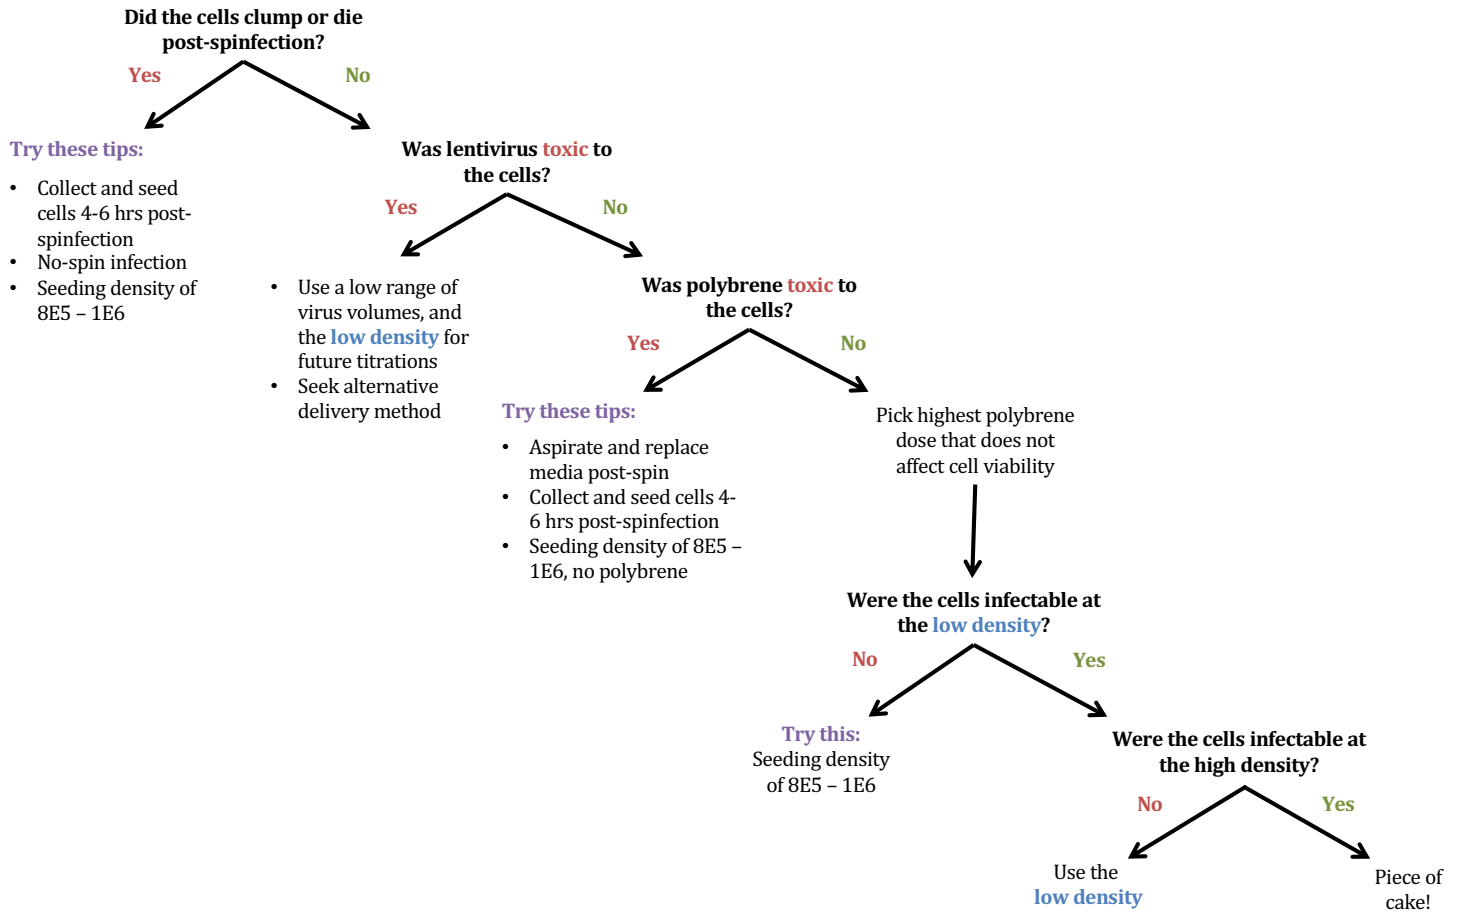 Did the cells clump or die
post-spinfection?
Yes
No
Try these tips:
• Collect and seed
cells 4-6 hrs post-
spinfection
• No-spin infection
• Seeding density of
8E5 – 1E6
Was lentivirus toxic to
the cells?
Yes
No
• Use a low range of
virus volumes, and
the low density for
future titrations
• Seek alternative
delivery method
Was polybrene toxic to
the cells?
Yes
No
Try these tips:
• Aspirate and replace
media post-spin
• Collect and seed cells 4-
6 hrs post-spinfection
• Seeding density of 8E5 –
1E6, no polybrene
Pick highest polybrene
dose that does not
affect cell viability
Were the cells infectable at
the low density?
No
Yes
Try this:
Seeding density
of 8E5 – 1E6
Were the cells infectable at
the high density?
No
Yes
Use the
low density
Piece of
cake!